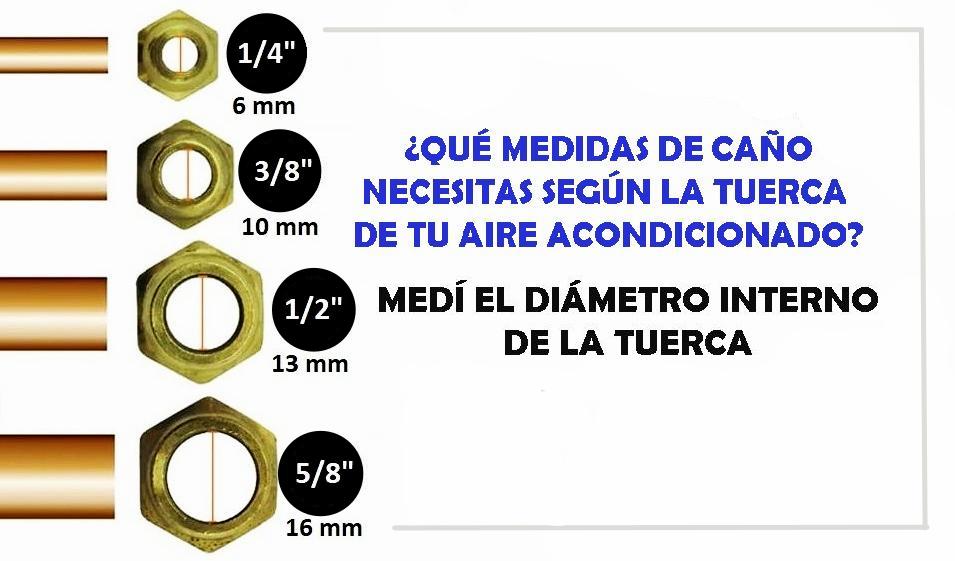 1/4"
6 mm
3/8"
10 mm
1/2"
13 mm
5/8"
16 mm
¿QUÉ MEDIDAS DE CAÑO
NECESITAS SEGÚN LA TUERCA
DE TU AIRE ACONDICIONADO?
MEDÍ EL DIÁMETRO INTERNO
DE LA TUERCA